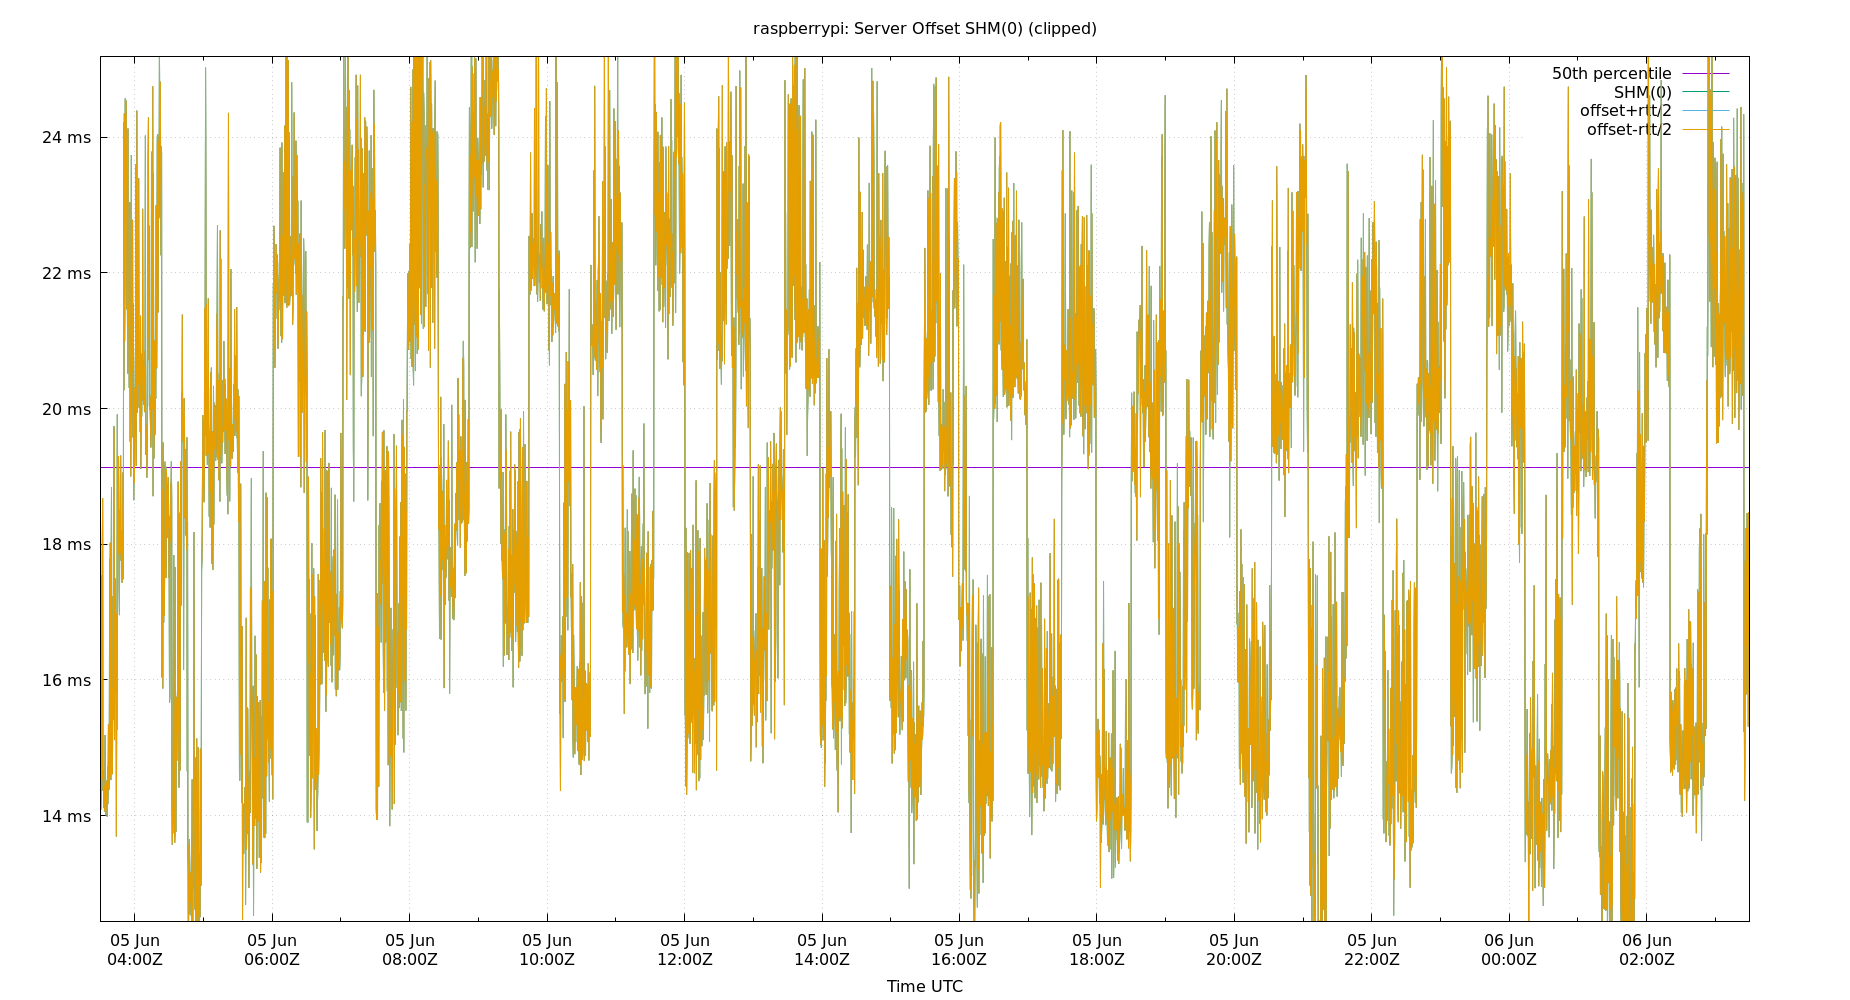 raspberrypi: Server Offset SHM(0) (clipped)
50th percentile
SHM(0)
offset+rtt/2
offset-rtt/2
24 ms
22 ms
20 ms
18 ms
16 ms
14 ms
05 Jun 05 Jun 05 Jun 05 Jun 05 Jun 05 Jun 05 Jun 05 Jun 05 Jun 05 Jun 06 Jun 06 Jun
04:00Z 06:00Z 08:00Z 10:00Z 12:00Z 14:00Z 16:00Z 18:00Z 20:00Z 22:00Z 00:00Z 02:00Z
Time UTC